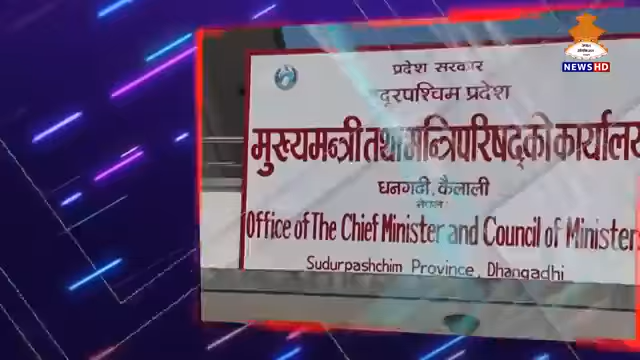 NEWS HD
प्रदेश सरकार
दूरपश्चिम प्रदेश
मुख्यमन्त्री तथा मन्त्रिपरिषद्को कार्यालय
धनगढी, कैलाली
नेपाल
Office of The Chief Minister and Council of Minister
Sudurpashchim Province, Dhangadhi